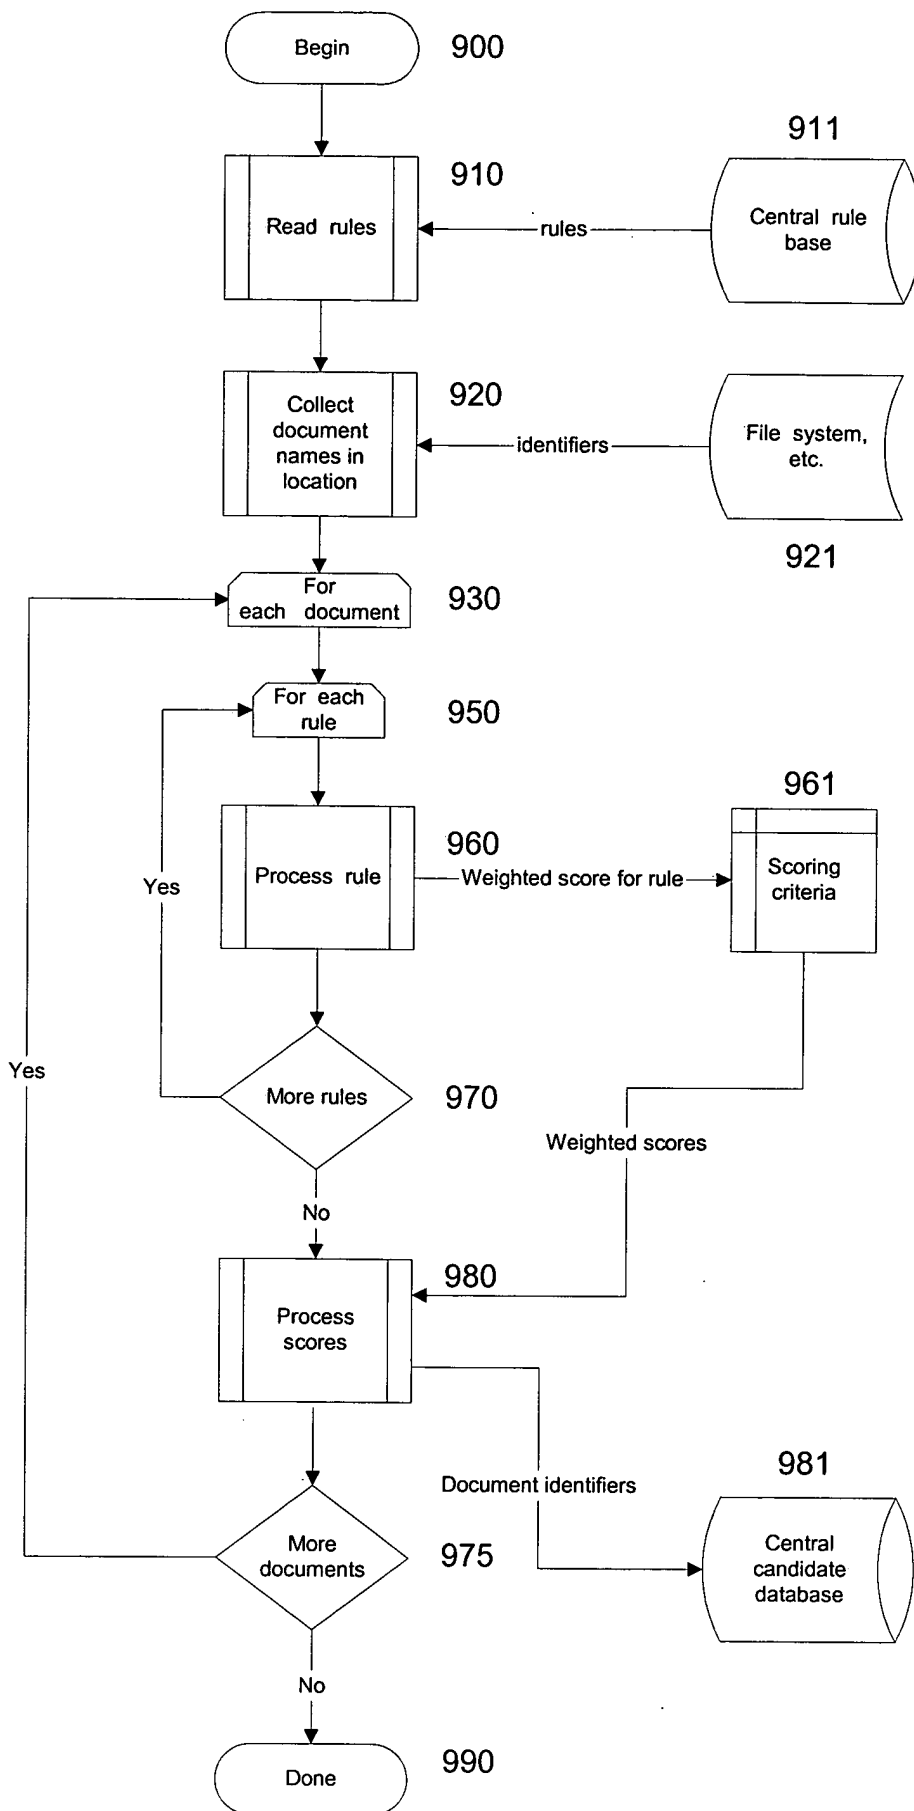 Begin
900
911
910
Read rules
rules
Central rule
base
920
Collect
document
names in
location
identifiers
File system,
etc.
921
For
each document
930
For each
rule
950
961
960
Process rule
Weighted score for rule
Scoring
criteria
Yes
Yes
More rules
970
Weighted scores
No
980
Process
scores
981
Document identifiers
More
documents
975
Central
candidate
database
No
Done
990